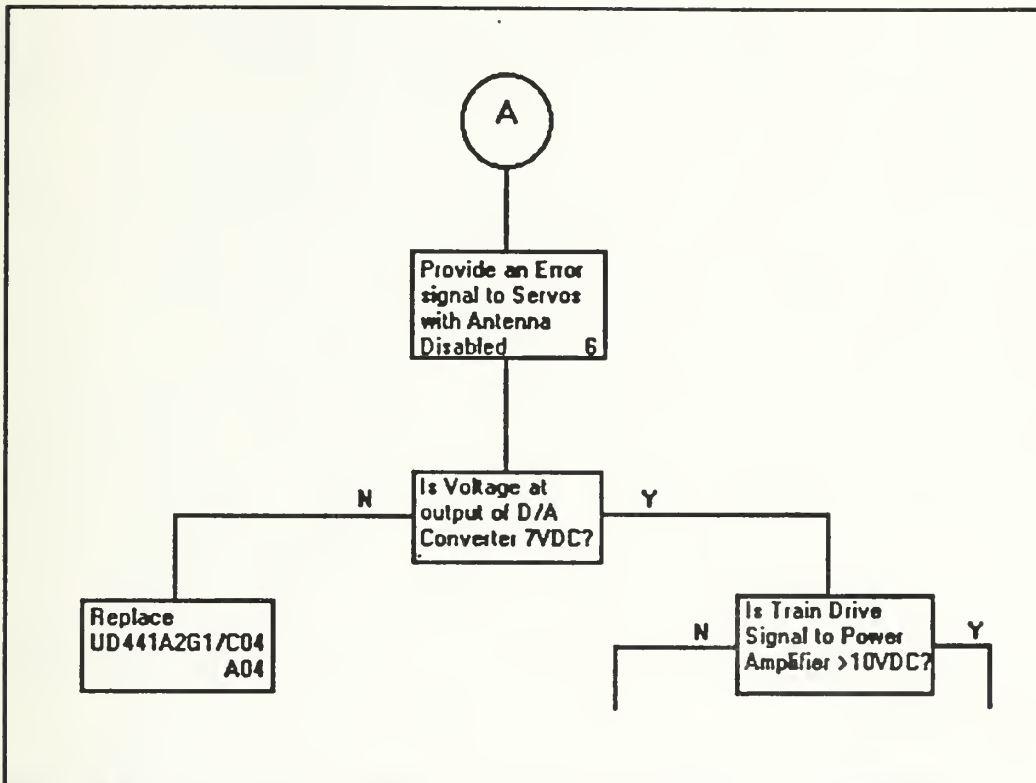 A
Provide an Error
signal to Servos
with Antenna
Disabled 6
Is Voltage at
output of D/A
Converter 7VDC?
N
Y
Replace
UD441A2G1/C04
A04
Is Train Drive
Signal to Power
Amplifier >10VDC?
N
Y